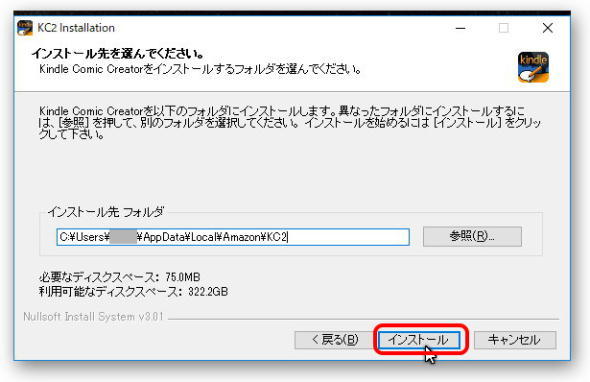 KC2 Installation
インストール先を選んでください。
Kindle Comic Creatorをインストールするフォルダを選んでください。
kindle
Kindle Comic Creatorを以下のフォルダにインストールします。異なったフォルダにインストールするに
は、[参照] を押して、別のフォルダを選択してください。 インストールを始めるには [インストール] をクリッ
クして下さい。
インストール先 フォルダ
C:¥Users¥ ¥AppData¥Local¥Amazon¥KC2
参照(R)...
必要なディスクスペース: 75.0MB
利用可能なディスクスペース: 322.2GB
Nullsoft Install System v3.01
< 戻る(B)
インストール
キャンセル